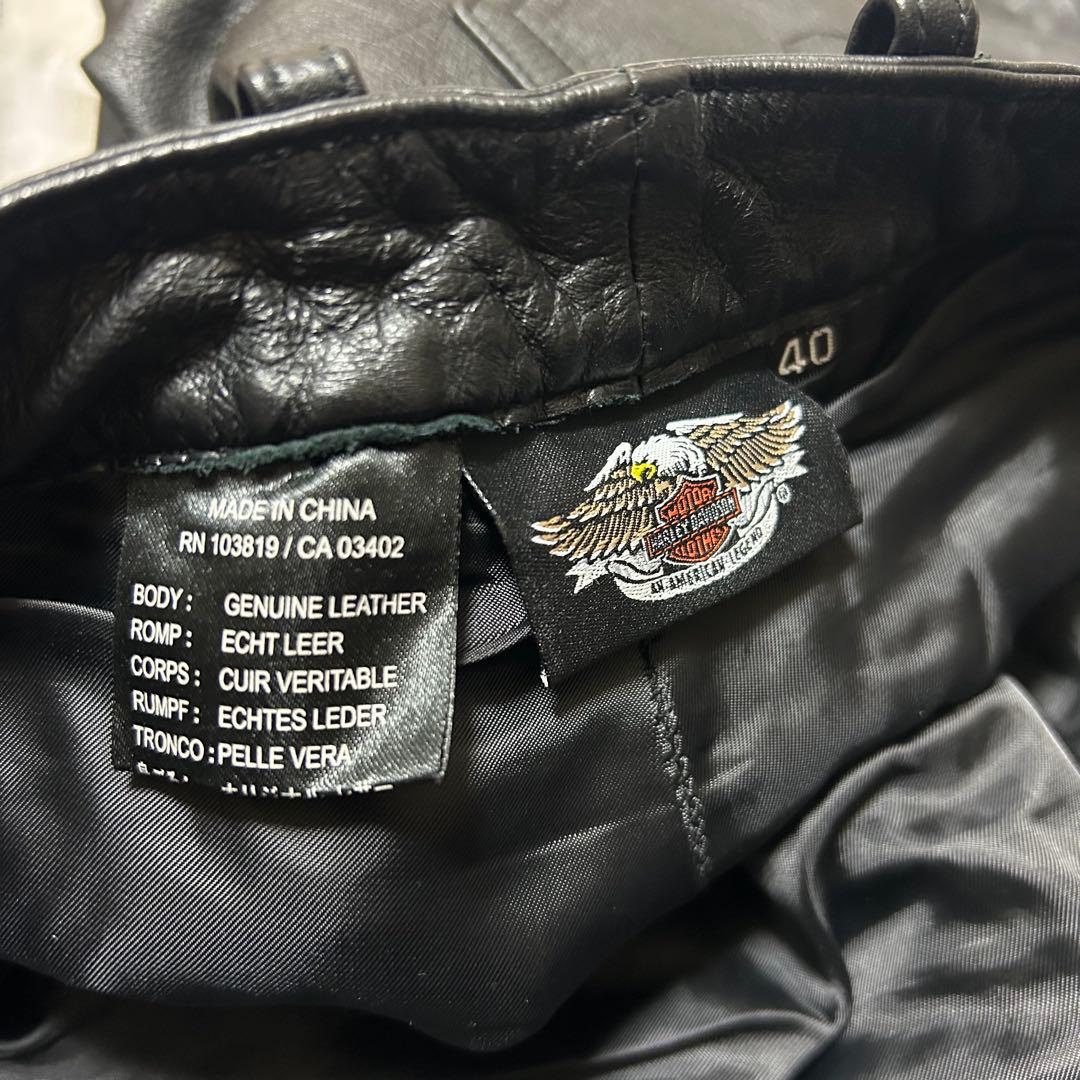 40
MADE IN CHINA
RN 103819 / CA 03402
BODY : GENUINE LEATHER
ROMP : ECHT LEER
CORPS : CUIR VERITABLE
RUMPF : ECHTES LEDER
TRONCO : PELLE VERA
MOTOR
HARLEY-DAVIDSON
CLOTHES
AN AMERICAN LEGEND
®